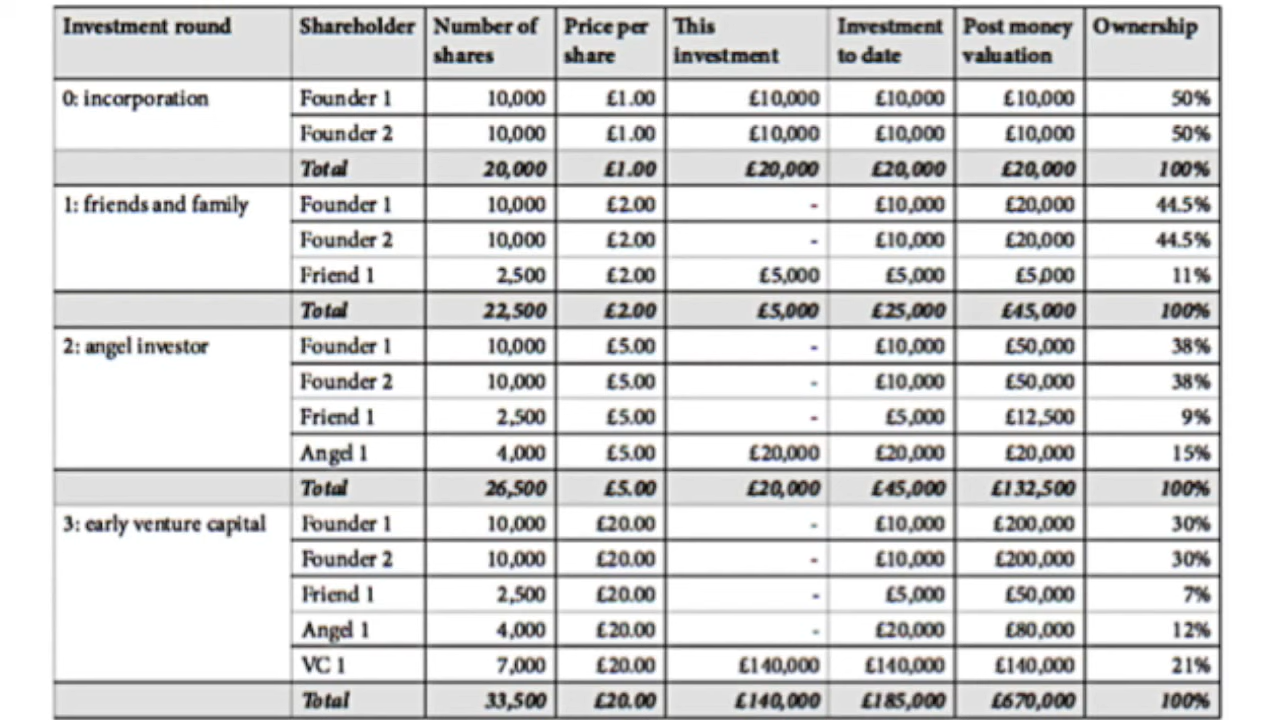 Investment round Shareholder Number of shares Price per share This investment Investment to date Post money valuation Ownership
0: incorporation Founder 1 10,000 £1.00 £10,000 £10,000 £10,000 50%
Founder 2 10,000 £1.00 £10,000 £10,000 £10,000 50%
Total 20,000 £1.00 £20,000 £20,000 £20,000 100%
1: friends and family Founder 1 10,000 £2.00 - £10,000 £20,000 44.5%
Founder 2 10,000 £2.00 - £10,000 £20,000 44.5%
Friend 1 2,500 £2.00 £5,000 £5,000 £5,000 11%
Total 22,500 £2.00 £5,000 £25,000 £45,000 100%
2: angel investor Founder 1 10,000 £5.00 - £10,000 £50,000 38%
Founder 2 10,000 £5.00 - £10,000 £50,000 38%
Friend 1 2,500 £5.00 - £5,000 £12,500 9%
Angel 1 4,000 £5.00 £20,000 £20,000 £20,000 15%
Total 26,500 £5.00 £20,000 £45,000 £132,500 100%
3: early venture capital Founder 1 10,000 £20.00 - £10,000 £200,000 30%
Founder 2 10,000 £20.00 - £10,000 £200,000 30%
Friend 1 2,500 £20.00 - £5,000 £50,000 7%
Angel 1 4,000 £20.00 - £20,000 £80,000 12%
VC 1 7,000 £20.00 £140,000 £140,000 £140,000 21%
Total 33,500 £20.00 £140,000 £185,000 £670,000 100%